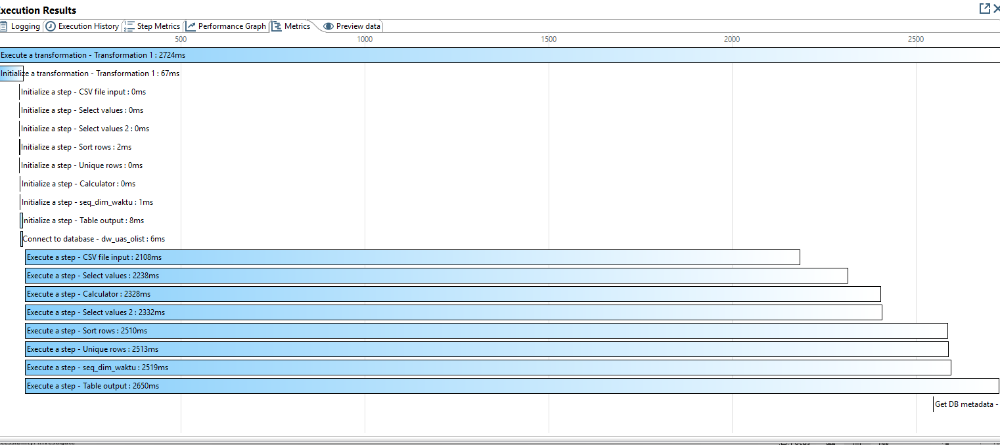 xecution Results
Logging Execution History Step Metrics Performance Graph Metrics Preview data
500 1000 1500 2000 2500
Execute a transformation - Transformation 1 : 2724ms
Initialize a transformation - Transformation 1 : 67ms
Initialize a step - CSV file input : 0ms
Initialize a step - Select values : 0ms
Initialize a step - Select values 2 : 0ms
Initialize a step - Sort rows : 2ms
Initialize a step - Unique rows : 0ms
Initialize a step - Calculator : 0ms
Initialize a step - seq_dim_waktu : 1ms
nitialize a step - Table output : 8ms
Connect to database - dw_uas_olist : 6ms
Execute a step - CSV file input : 2108ms
Execute a step - Select values : 2238ms
Execute a step - Calculator : 2328ms
Execute a step - Select values 2 : 2332ms
Execute a step - Sort rows : 2510ms
Execute a step - Unique rows : 2513ms
Execute a step - seq_dim_waktu : 2519ms
Execute a step - Table output : 2650ms
Get DB metadata -